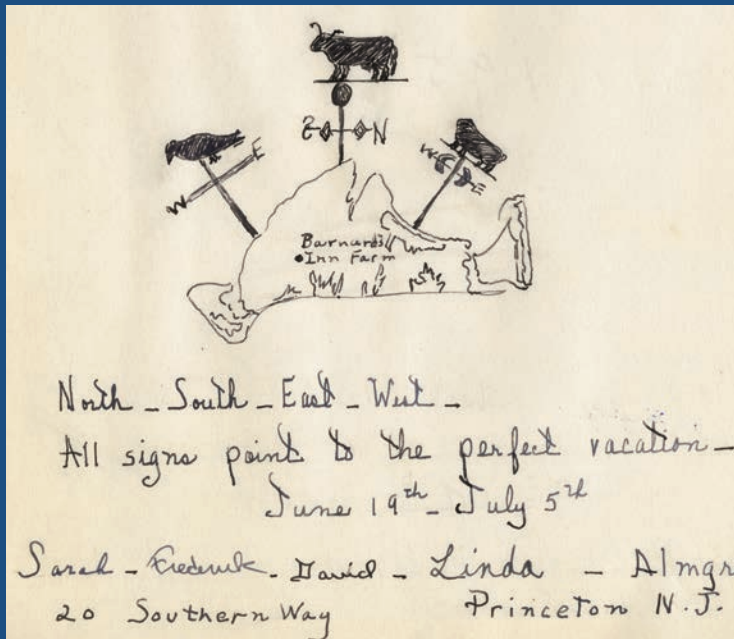 S N
W E
W E
Barnard's
Inn Farm
North - South - East - West -
All signs point to the perfect vacation -
June 19th - July 5th
Sarah - Frederick - David - Linda - Almgr
20 Southern Way Princeton N.J.